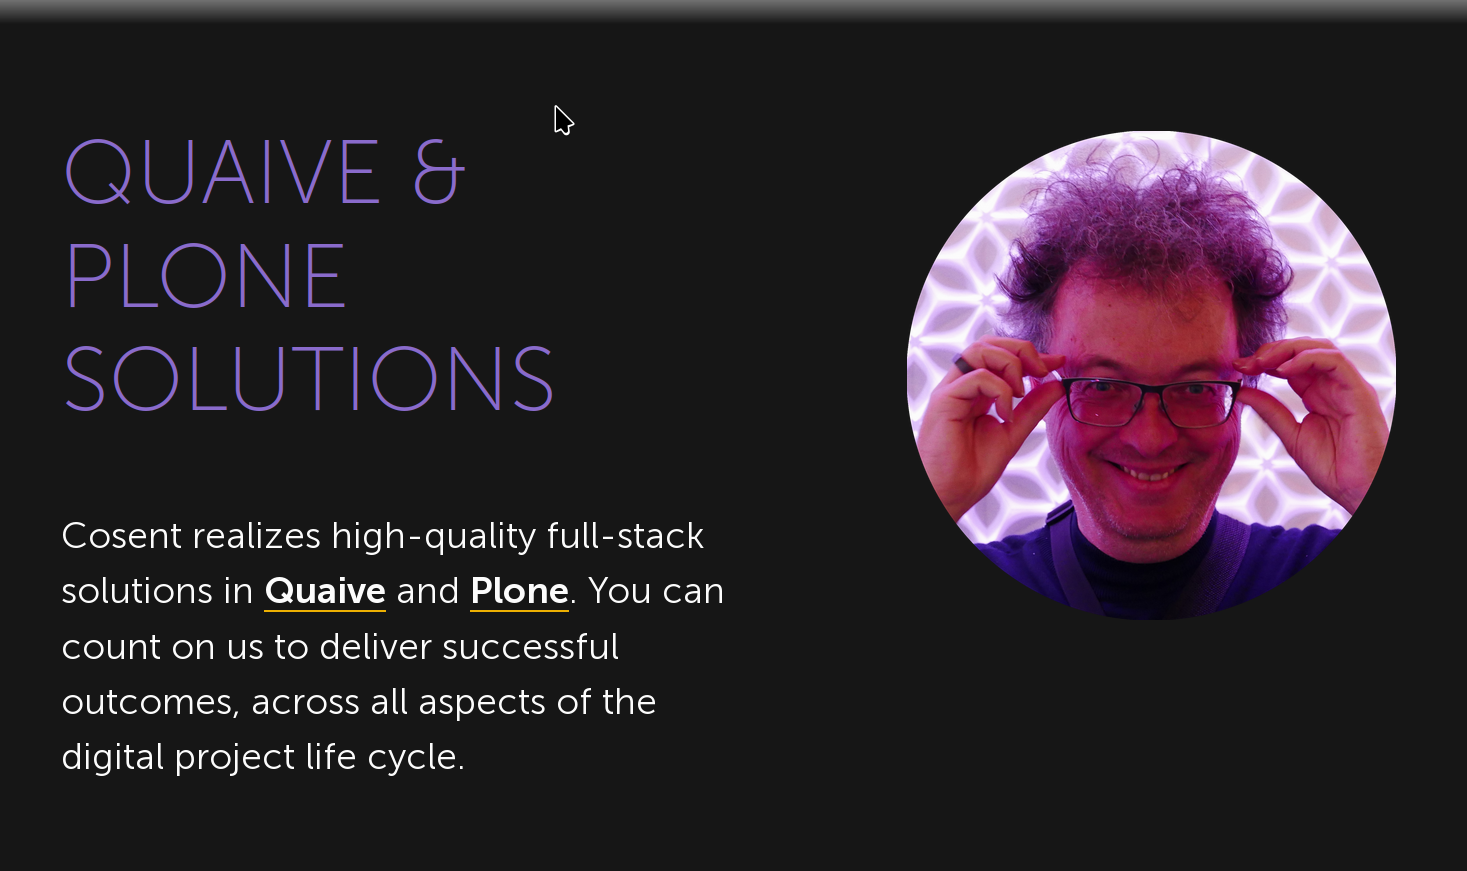 QUAIVE &
PLONE
SOLUTIONS
Cosent realizes high-quality full-stack
solutions in Quaive and Plone. You can
count on us to deliver successful
outcomes, across all aspects of the
digital project life cycle.